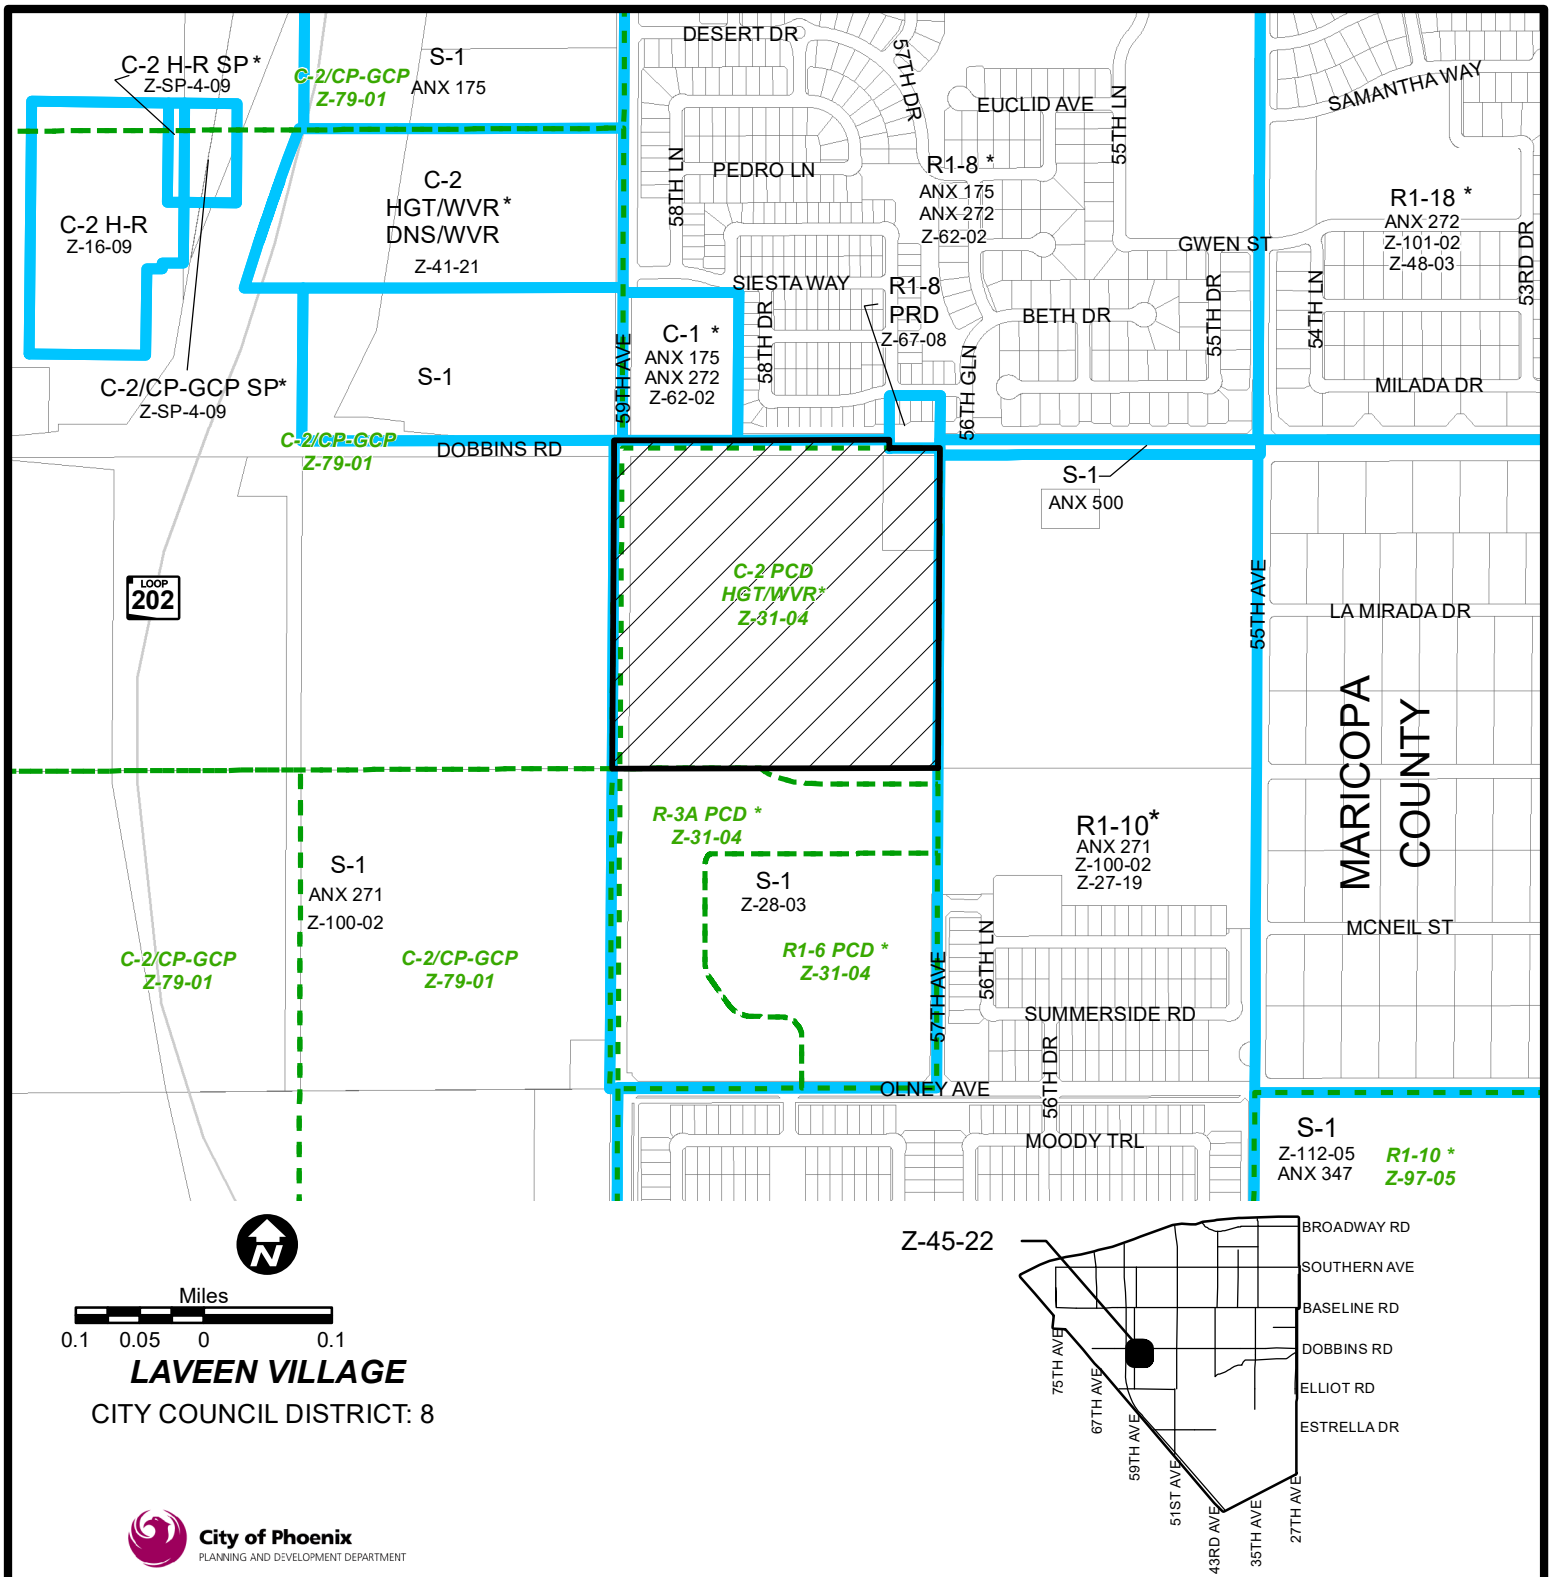 C-2 H-R SP *
Z-SP-4-09
C-2/CP-GCP
Z-79-01
S-1
ANX 175
DESERT DR
57TH DR
EUCLID AVE
55TH LN
SAMANTHA WAY
C-2 H-R
Z-16-09
C-2
HGT/WVR*
DNS/WVR
Z-41-21
58TH LN
PEDRO LN
R1-8 *
ANX 175
ANX 272
Z-62-02
GWEN ST
R1-18 *
ANX 272
Z-101-02
Z-48-03
53RD DR
SIESTA WAY
R1-8
PRD
Z-67-08
BETH DR
55TH DR
54TH LN
C-1 *
ANX 175
ANX 272
Z-62-02
58TH DR
59TH AVE
56TH GLN
MILADA DR
C-2/CP-GCP SP*
Z-SP-4-09
S-1
C-2/CP-GCP
Z-79-01
DOBBINS RD
S-1
ANX 500
LOOP
202
C-2 PCD
HGT/WVR*
Z-31-04
55TH AVE
LA MIRADA DR
MARICOPA
COUNTY
R-3A PCD *
Z-31-04
R1-10*
ANX 271
Z-100-02
Z-27-19
S-1
ANX 271
Z-100-02
S-1
Z-28-03
MCNEIL ST
C-2/CP-GCP
Z-79-01
C-2/CP-GCP
Z-79-01
R1-6 PCD *
Z-31-04
57TH AVE
56TH LN
SUMMERSIDE RD
56TH DR
OLNEY AVE
MOODY TRL
S-1
Z-112-05
ANX 347
R1-10 *
Z-97-05
N
Miles
0.1 0.05 0 0.1
LAVEEN VILLAGE
CITY COUNCIL DISTRICT: 8
Z-45-22
BROADWAY RD
SOUTHERN AVE
BASELINE RD
DOBBINS RD
ELLIOT RD
ESTRELLA DR
75TH AVE
67TH AVE
59TH AVE
51ST AVE
43RD AVE
35TH AVE
27TH AVE
City of Phoenix
PLANNING AND DEVELOPMENT DEPARTMENT